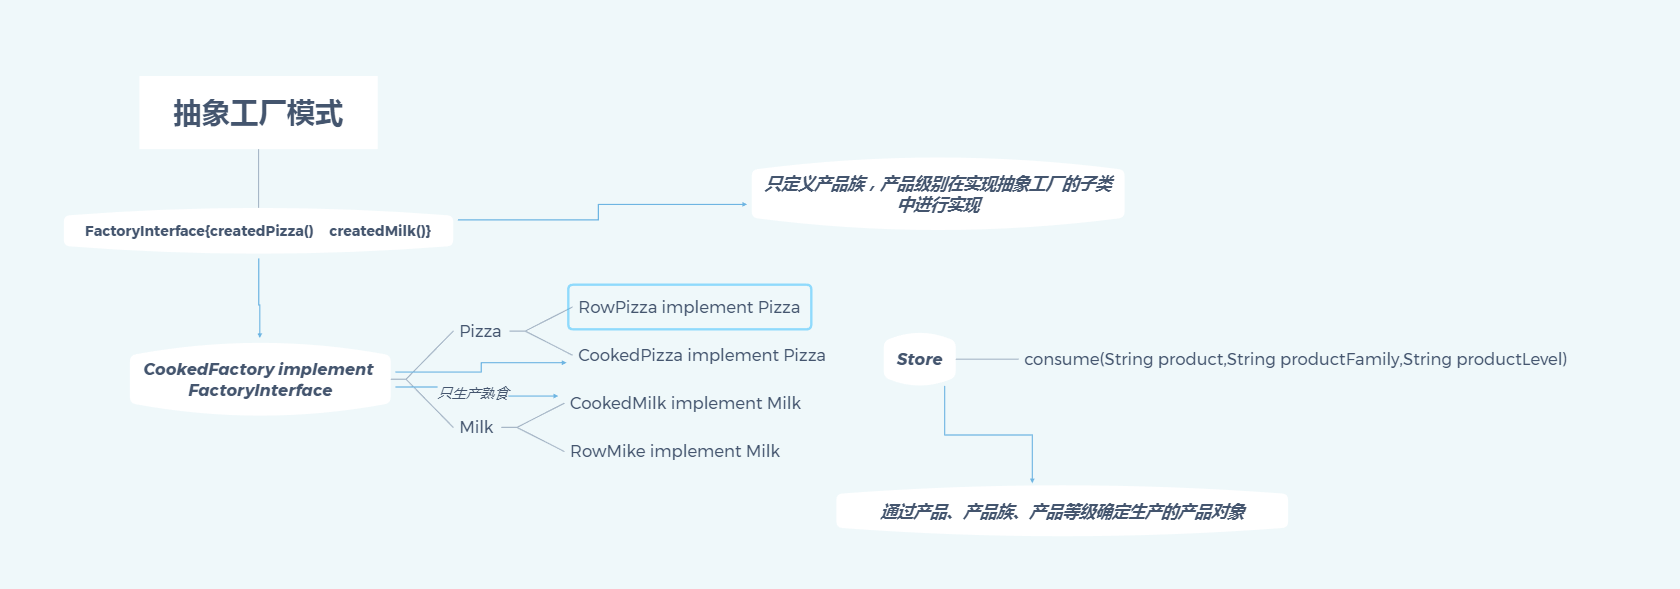 抽象工厂模式
只定义产品族，产品级别在实现抽象工厂的子类
中进行实现
FactoryInterface{createdPizza()    createdMilk()}
CookedFactory implement
FactoryInterface
Pizza
RowPizza implement Pizza
CookedPizza implement Pizza
只生产熟食
Milk
CookedMilk implement Milk
RowMike implement Milk
Store
consume(String product,String productFamily,String productLevel)
通过产品、产品族、产品等级确定生产的产品对象